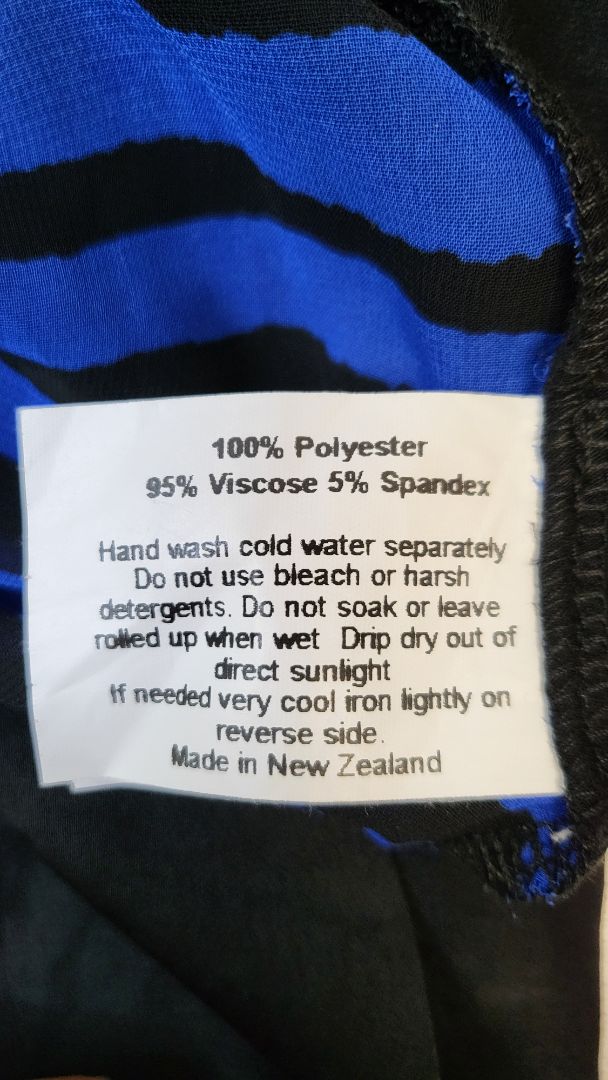 100% Polyester
95% Viscose 5% Spandex
Hand wash cold water separately
Do not use bleach or harsh
detergents. Do not soak or leave
rolled up when wet Drip dry out of
direct sunlight
If needed very cool iron lightly on
reverse side.
Made in New Zealand